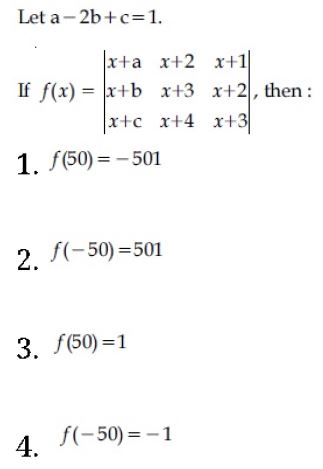 Let a − 2b + c = 1.
If f(x) = |x+a x+2 x+1|
|x+b x+3 x+2|, then :
|x+c x+4 x+3|
1. f(50) = − 501
2. f(− 50) = 501
3. f(50) = 1
4. f(− 50) = − 1